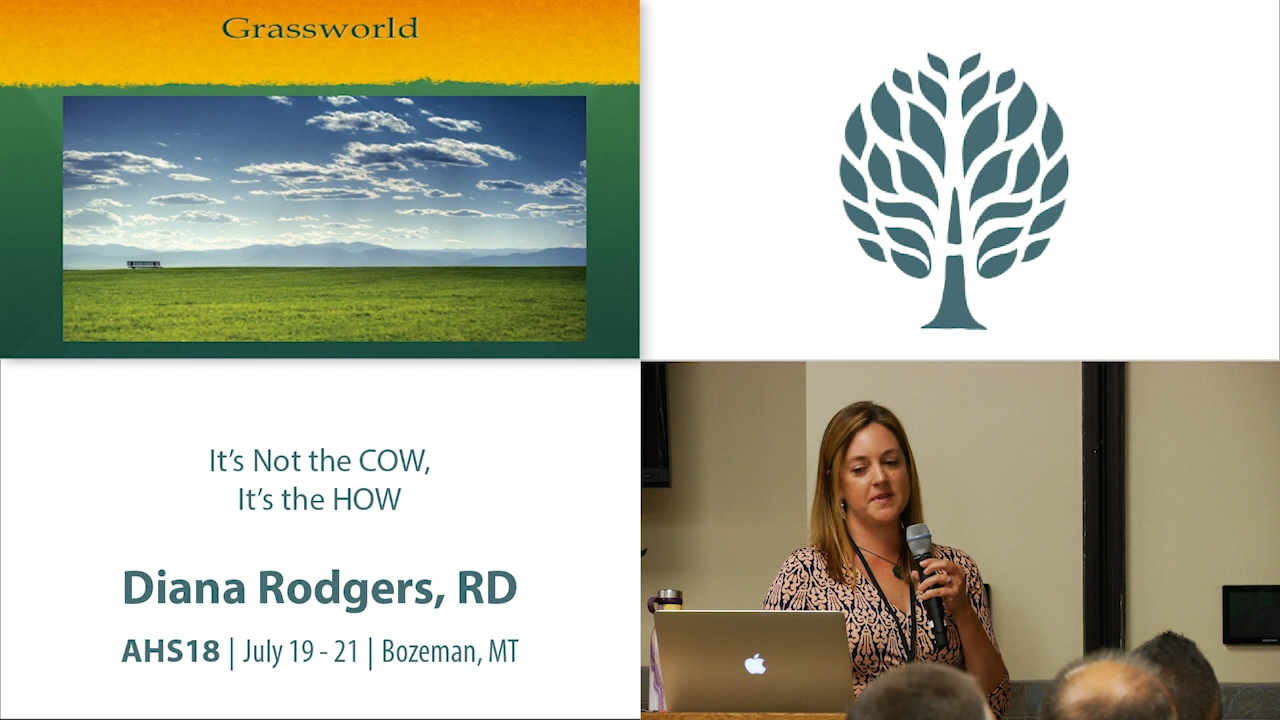 Grassworld
It's Not the COW,
It's the HOW
Diana Rodgers, RD
AHS18 | July 19 - 21 | Bozeman, MT